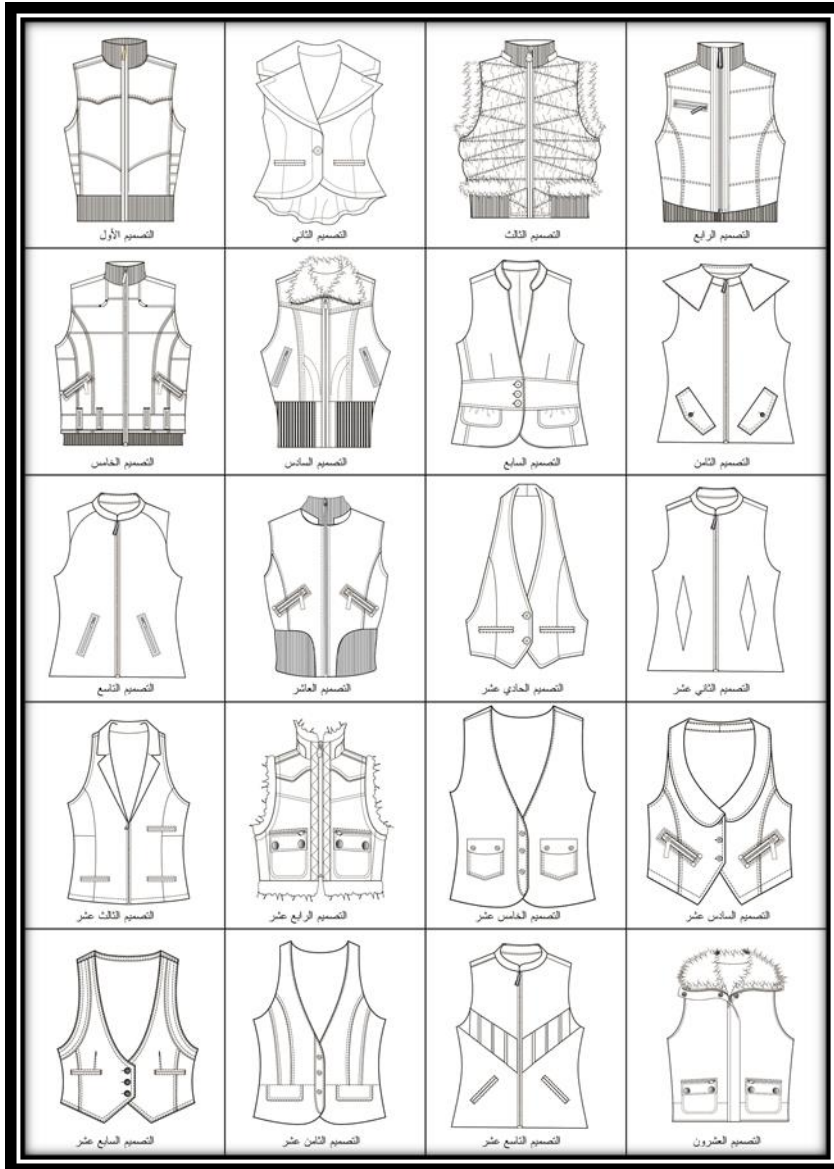 التصميم الأول
التصميم الثاني
التصميم الثالث
التصميم الرابع
التصميم الخامس
التصميم السادس
التصميم السابع
التصميم الثامن
التصميم التاسع
التصميم العاشر
التصميم الحادي عشر
التصميم الثاني عشر
التصميم الثالث عشر
التصميم الرابع عشر
التصميم الخامس عشر
التصميم السادس عشر
التصميم السابع عشر
التصميم الثامن عشر
التصميم التاسع عشر
التصميم العشرون